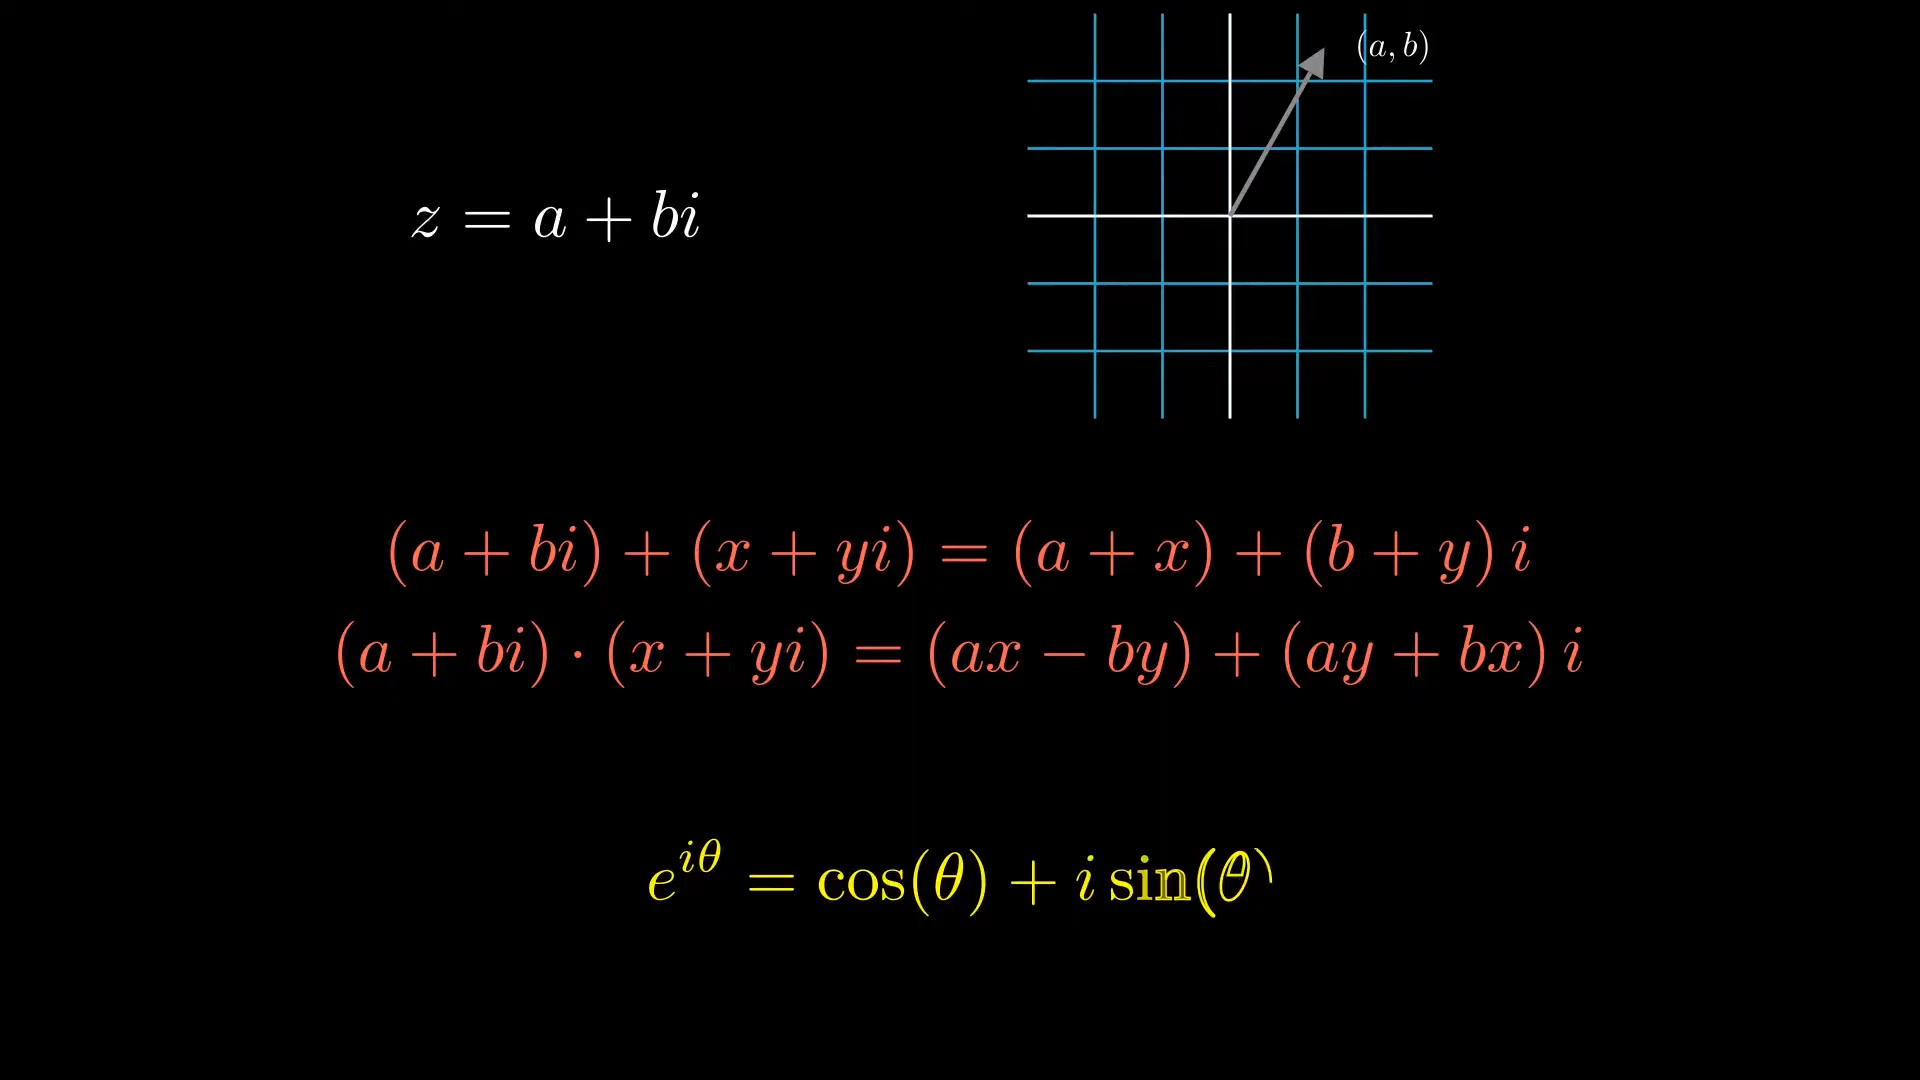 (a, b)
z = a + bi
(a + bi) + (x + yi) = (a + x) + (b + y) i
(a + bi) · (x + yi) = (ax − by) + (ay + bx) i
e^{iθ} = cos(θ) + i sin(θ)